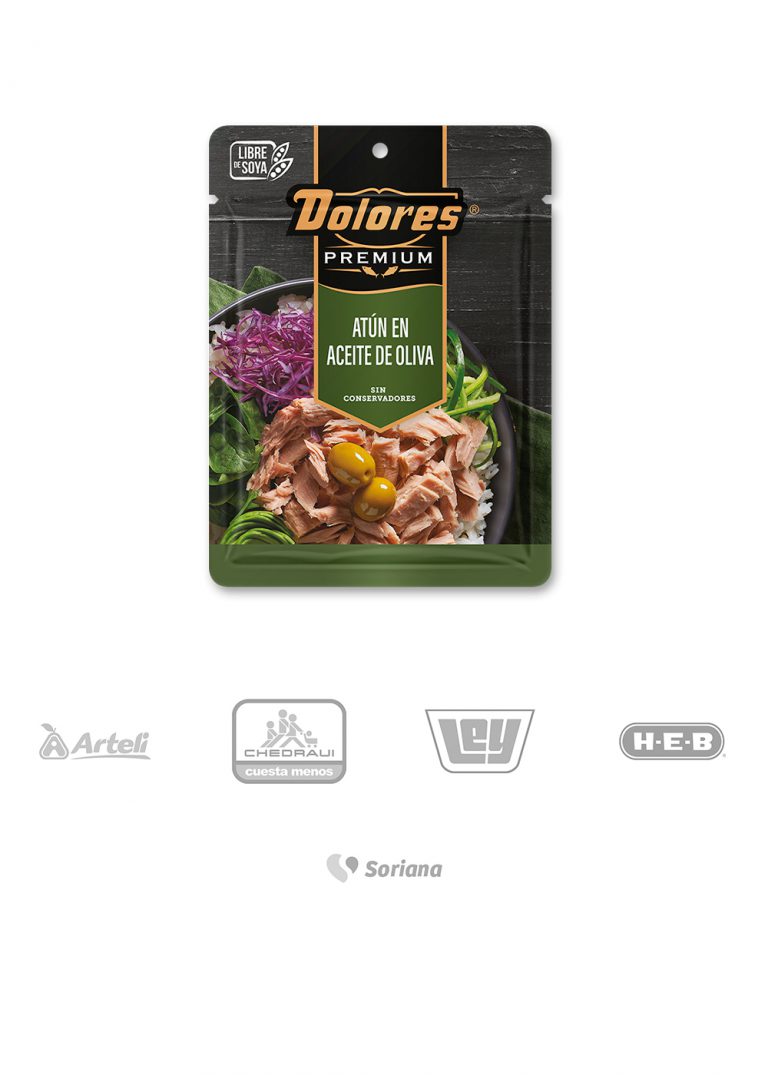 LIBRE
DE SOYA
Dolores®
PREMIUM
ATÚN EN
ACEITE DE OLIVA
SIN
CONSERVADORES
Arteli
CHEDRAUI
cuesta menos
Ley
H-E-B
Soriana